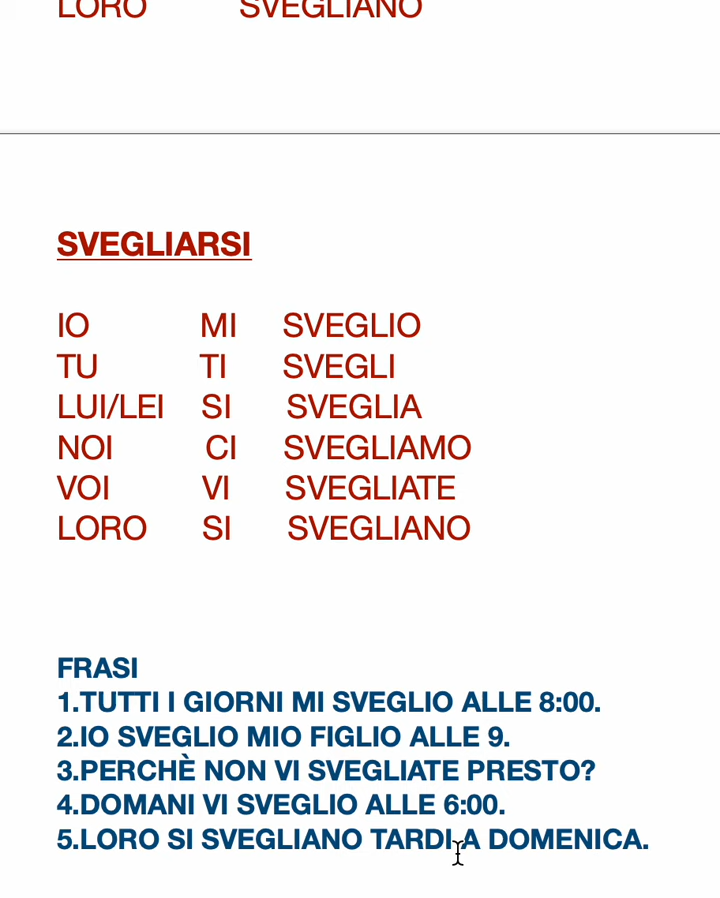 LORO SVEGLIANO
SVEGLIARSI
IO MI SVEGLIO
TU TI SVEGLI
LUI/LEI SI SVEGLIA
NOI CI SVEGLIAMO
VOI VI SVEGLIATE
LORO SI SVEGLIANO
FRASI
1.TUTTI I GIORNI MI SVEGLIO ALLE 8:00.
2.IO SVEGLIO MIO FIGLIO ALLE 9.
3.PERCHÈ NON VI SVEGLIATE PRESTO?
4.DOMANI VI SVEGLIO ALLE 6:00.
5.LORO SI SVEGLIANO TARDI A DOMENICA.